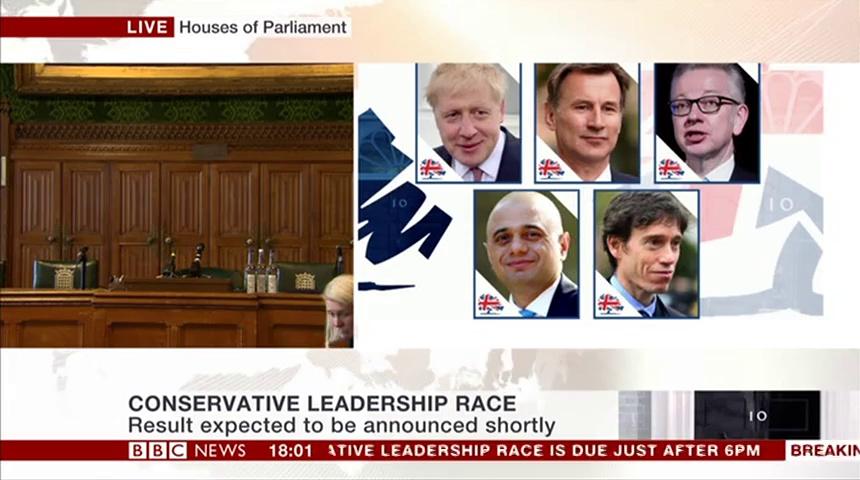 LIVE Houses of Parliament
10
10
CONSERVATIVE LEADERSHIP RACE
Result expected to be announced shortly
10
BBC NEWS 18:01 ATIVE LEADERSHIP RACE IS DUE JUST AFTER 6PM BREAKIN